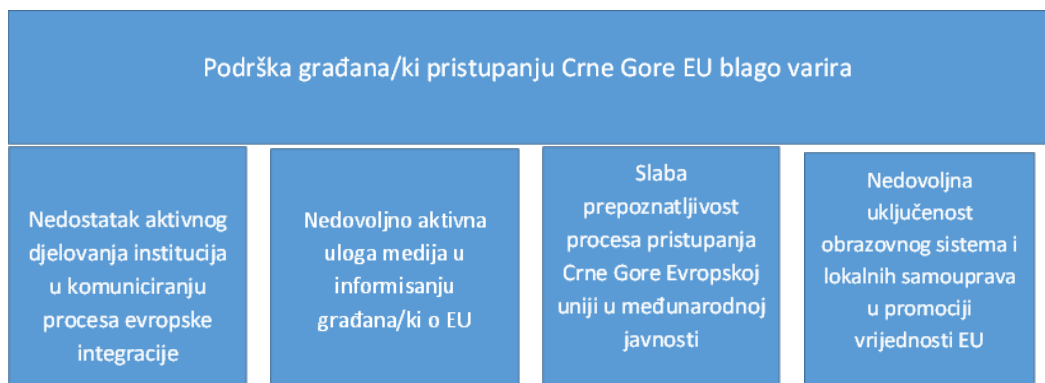 Podrška građana/ki pristupanju Crne Gore EU blago varira
Nedostatak aktivnog
djelovanja institucija
u komuniciranju
procesa evropske
integracije
Nedovoljno aktivna
uloga medija u
informisanju
građana/ki o EU
Slaba
prepoznatljivost
procesa pristupanja
Crne Gore Evropskoj
uniji u međunarodnoj
javnosti
Nedovoljna
uključenost
obrazovnog sistema i
lokalnih samouprava
u promociji
vrijednosti EU